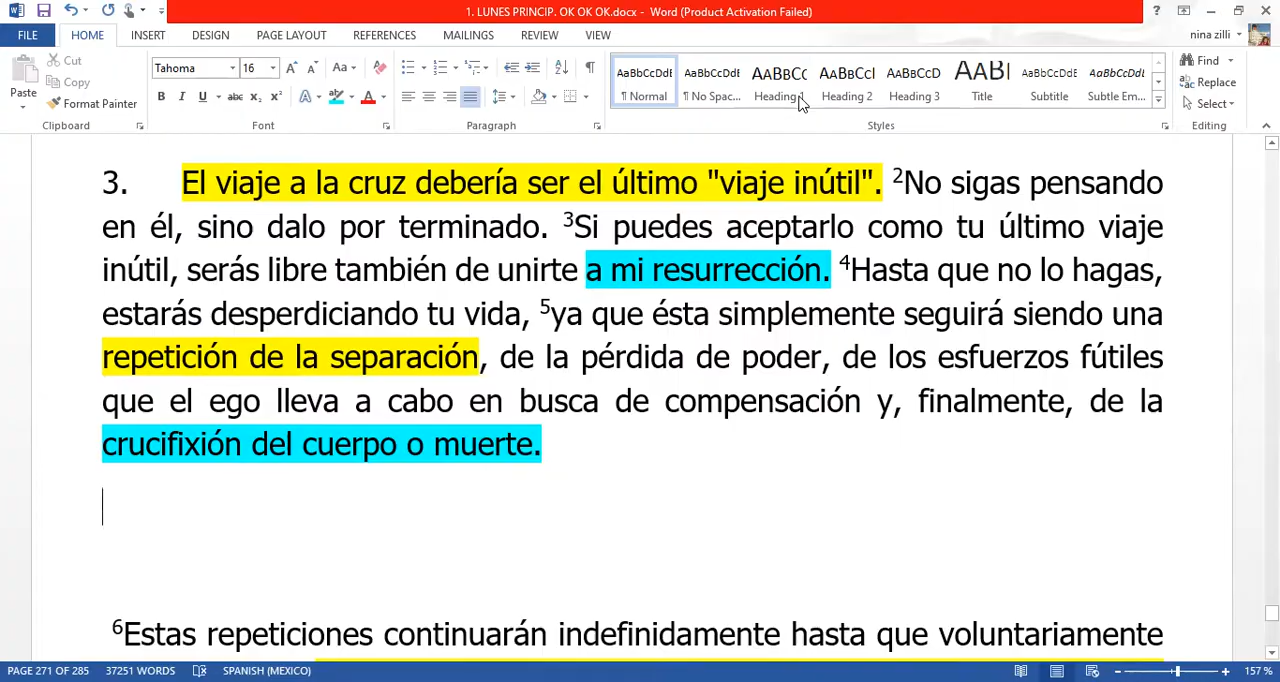 1. LUNES PRINCIP. OK OK OK.docx - Word (Product Activation Failed)
FILE HOME INSERT DESIGN PAGE LAYOUT REFERENCES MAILINGS REVIEW VIEW nina zilli
Paste
Cut
Copy
Format Painter
Clipboard
Tahoma 16
Font
Paragraph
AaBbCcDdE AaBbCcDdE AaBbCc AaBbCcI AaBbCcD AaBI AaBbCcDdE AaBbCcDdE
¶ Normal ¶ No Spac... Heading 1 Heading 2 Heading 3 Title Subtitle Subtle Em...
Styles
Find
Replace
Select
Editing
3. El viaje a la cruz debería ser el último "viaje inútil". ²No sigas pensando
en él, sino dalo por terminado. ³Si puedes aceptarlo como tu último viaje
inútil, serás libre también de unirte a mi resurrección. ⁴Hasta que no lo hagas,
estarás desperdiciando tu vida, ⁵ya que ésta simplemente seguirá siendo una
repetición de la separación, de la pérdida de poder, de los esfuerzos fútiles
que el ego lleva a cabo en busca de compensación y, finalmente, de la
crucifixión del cuerpo o muerte.
⁶Estas repeticiones continuarán indefinidamente hasta que voluntariamente
PAGE 271 OF 285 37251 WORDS SPANISH (MEXICO) 157 %